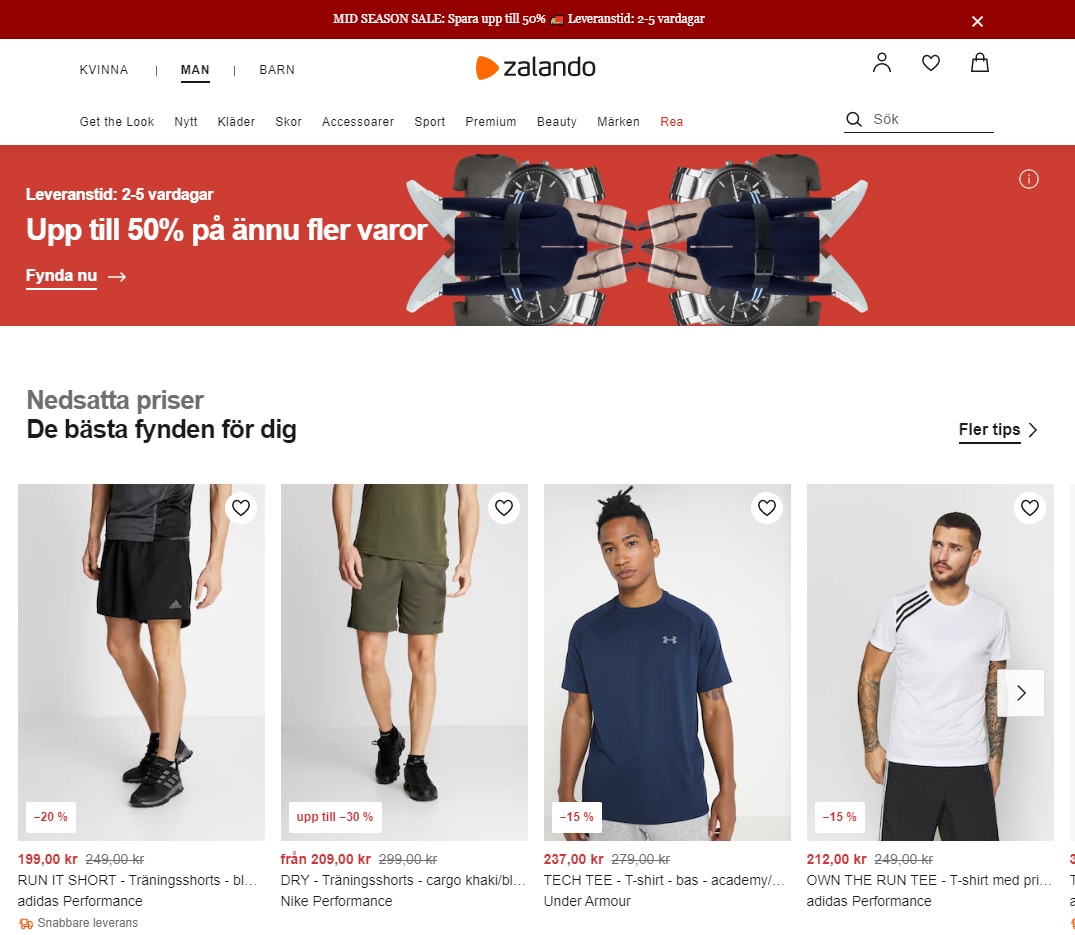 MID SEASON SALE: Spara upp till 50% 🚚 Leveranstid: 2-5 vardagar
KVINNA | MAN | BARN
zalando
Get the Look Nytt Kläder Skor Accessoarer Sport Premium Beauty Märken Rea
Sök
Leveranstid: 2-5 vardagar
Upp till 50% på ännu fler varor
Fynda nu →
Nedsatta priser
De bästa fynden för dig
Fler tips
–20 %
upp till –30 %
–15 %
–15 %
199,00 kr 249,00 kr
RUN IT SHORT - Träningsshorts - bl...
adidas Performance
Snabbare leverans
från 209,00 kr 299,00 kr
DRY - Träningsshorts - cargo khaki/bl...
Nike Performance
237,00 kr 279,00 kr
TECH TEE - T-shirt - bas - academy/...
Under Armour
212,00 kr 249,00 kr
OWN THE RUN TEE - T-shirt med pri...
adidas Performance